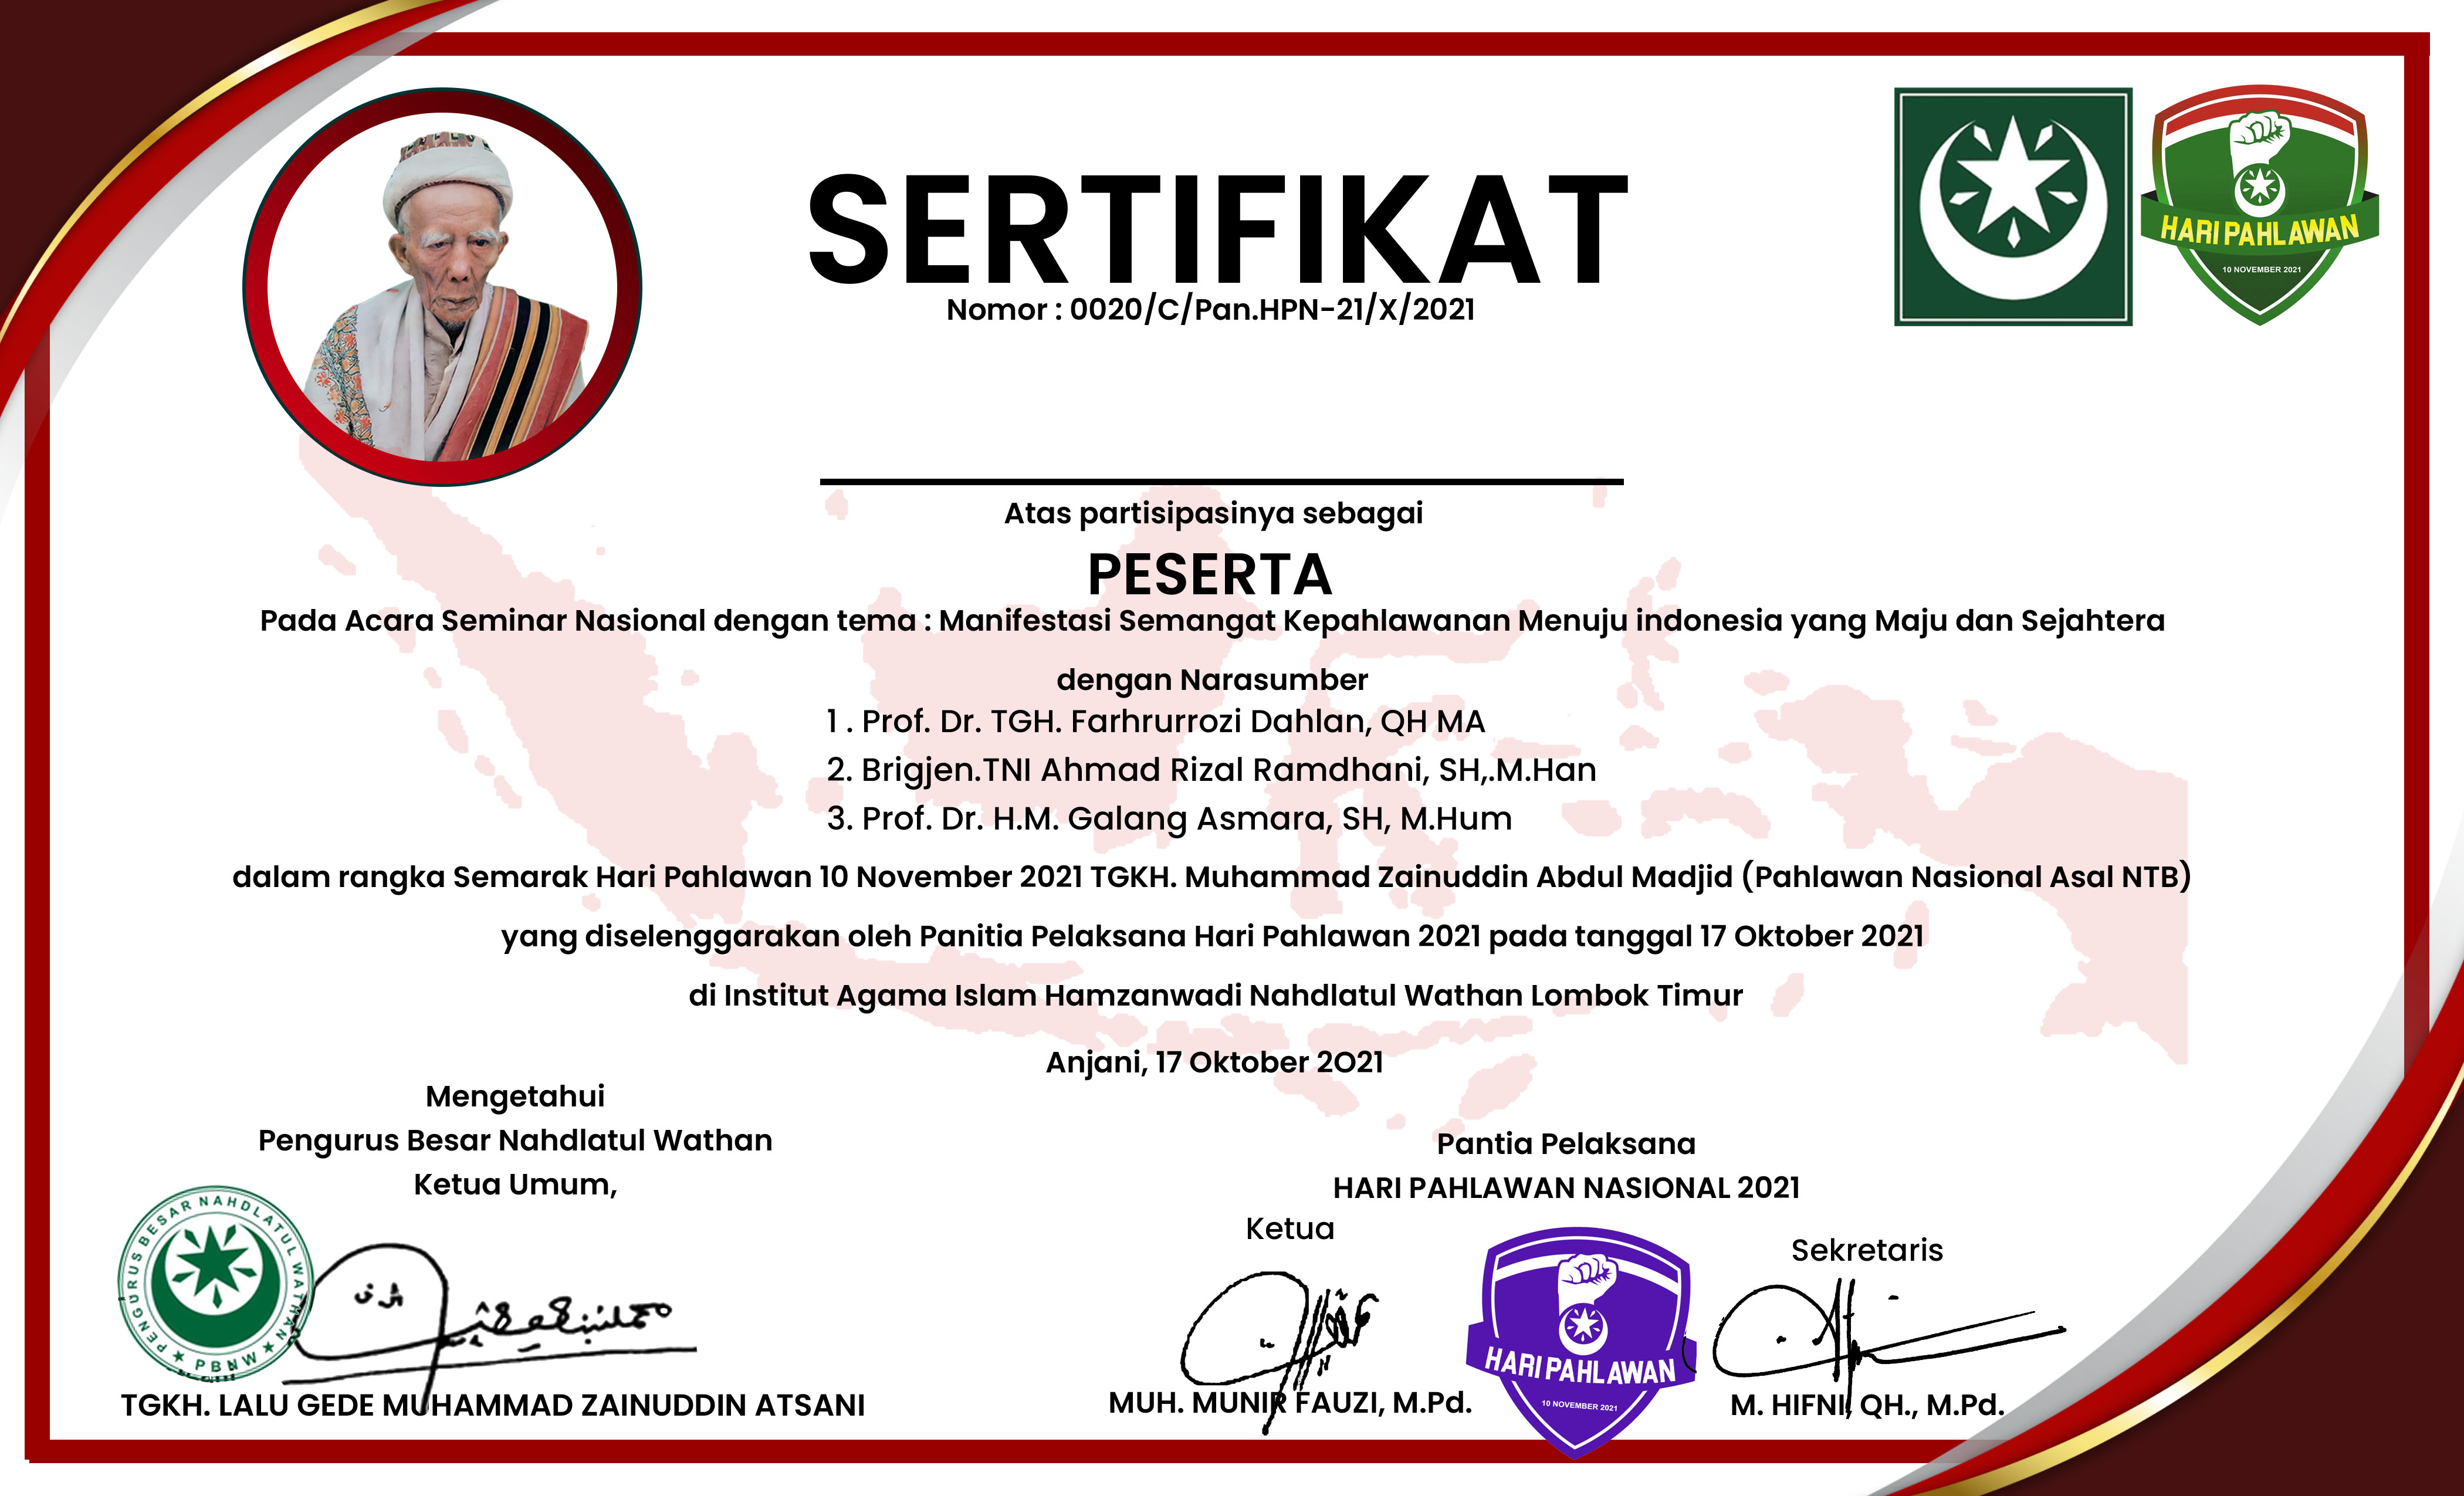 SERTIFIKAT
Nomor : 0020/C/Pan.HPN-21/X/2021
HARI PAHLAWAN
10 NOVEMBER 2021
Atas partisipasinya sebagai
PESERTA
Pada Acara Seminar Nasional dengan tema : Manifestasi Semangat Kepahlawanan Menuju indonesia yang Maju dan Sejahtera
dengan Narasumber
1 . Prof. Dr. TGH. Farhrurrozi Dahlan, QH MA
2. Brigjen.TNI Ahmad Rizal Ramdhani, SH,.M.Han
3. Prof. Dr. H.M. Galang Asmara, SH, M.Hum
dalam rangka Semarak Hari Pahlawan 10 November 2021 TGKH. Muhammad Zainuddin Abdul Madjid (Pahlawan Nasional Asal NTB)
yang diselenggarakan oleh Panitia Pelaksana Hari Pahlawan 2021 pada tanggal 17 Oktober 2021
di Institut Agama Islam Hamzanwadi Nahdlatul Wathan Lombok Timur
Anjani, 17 Oktober 2O21
Mengetahui
Pengurus Besar Nahdlatul Wathan
Ketua Umum,
PENGURUS BESAR NAHDLATUL WATHAN
PBNW
TGKH. LALU GEDE MUHAMMAD ZAINUDDIN ATSANI
Pantia Pelaksana
HARI PAHLAWAN NASIONAL 2021
Ketua
MUH. MUNIR FAUZI, M.Pd.
HARI PAHLAWAN
10 NOVEMBER 2021
Sekretaris
M. HIFNI, QH., M.Pd.